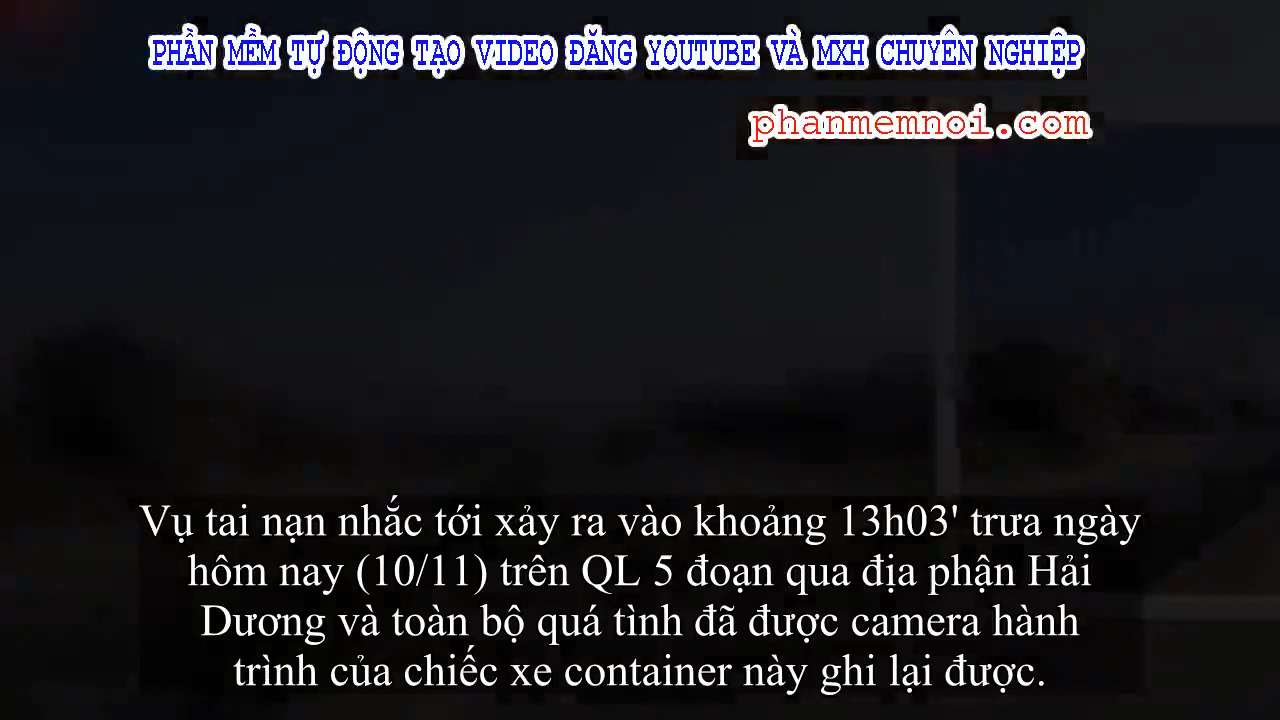 PHẦN MỀM TỰ ĐỘNG TẠO VIDEO ĐĂNG YOUTUBE VÀ MXH CHUYÊN NGHIỆP
phanmemnoi.com
Vụ tai nạn nhắc tới xảy ra vào khoảng 13h03' trưa ngày
hôm nay (10/11) trên QL 5 đoạn qua địa phận Hải
Dương và toàn bộ quá tình đã được camera hành
trình của chiếc xe container này ghi lại được.